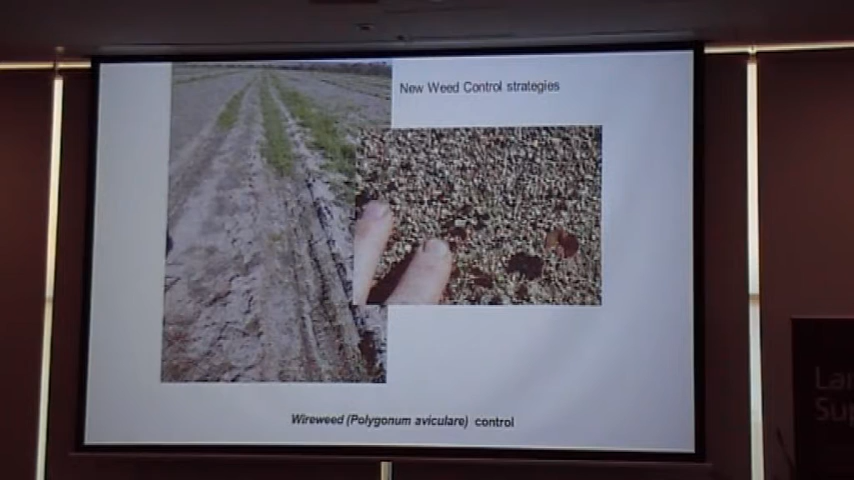 New Weed Control strategies
Wireweed (Polygonum aviculare) control